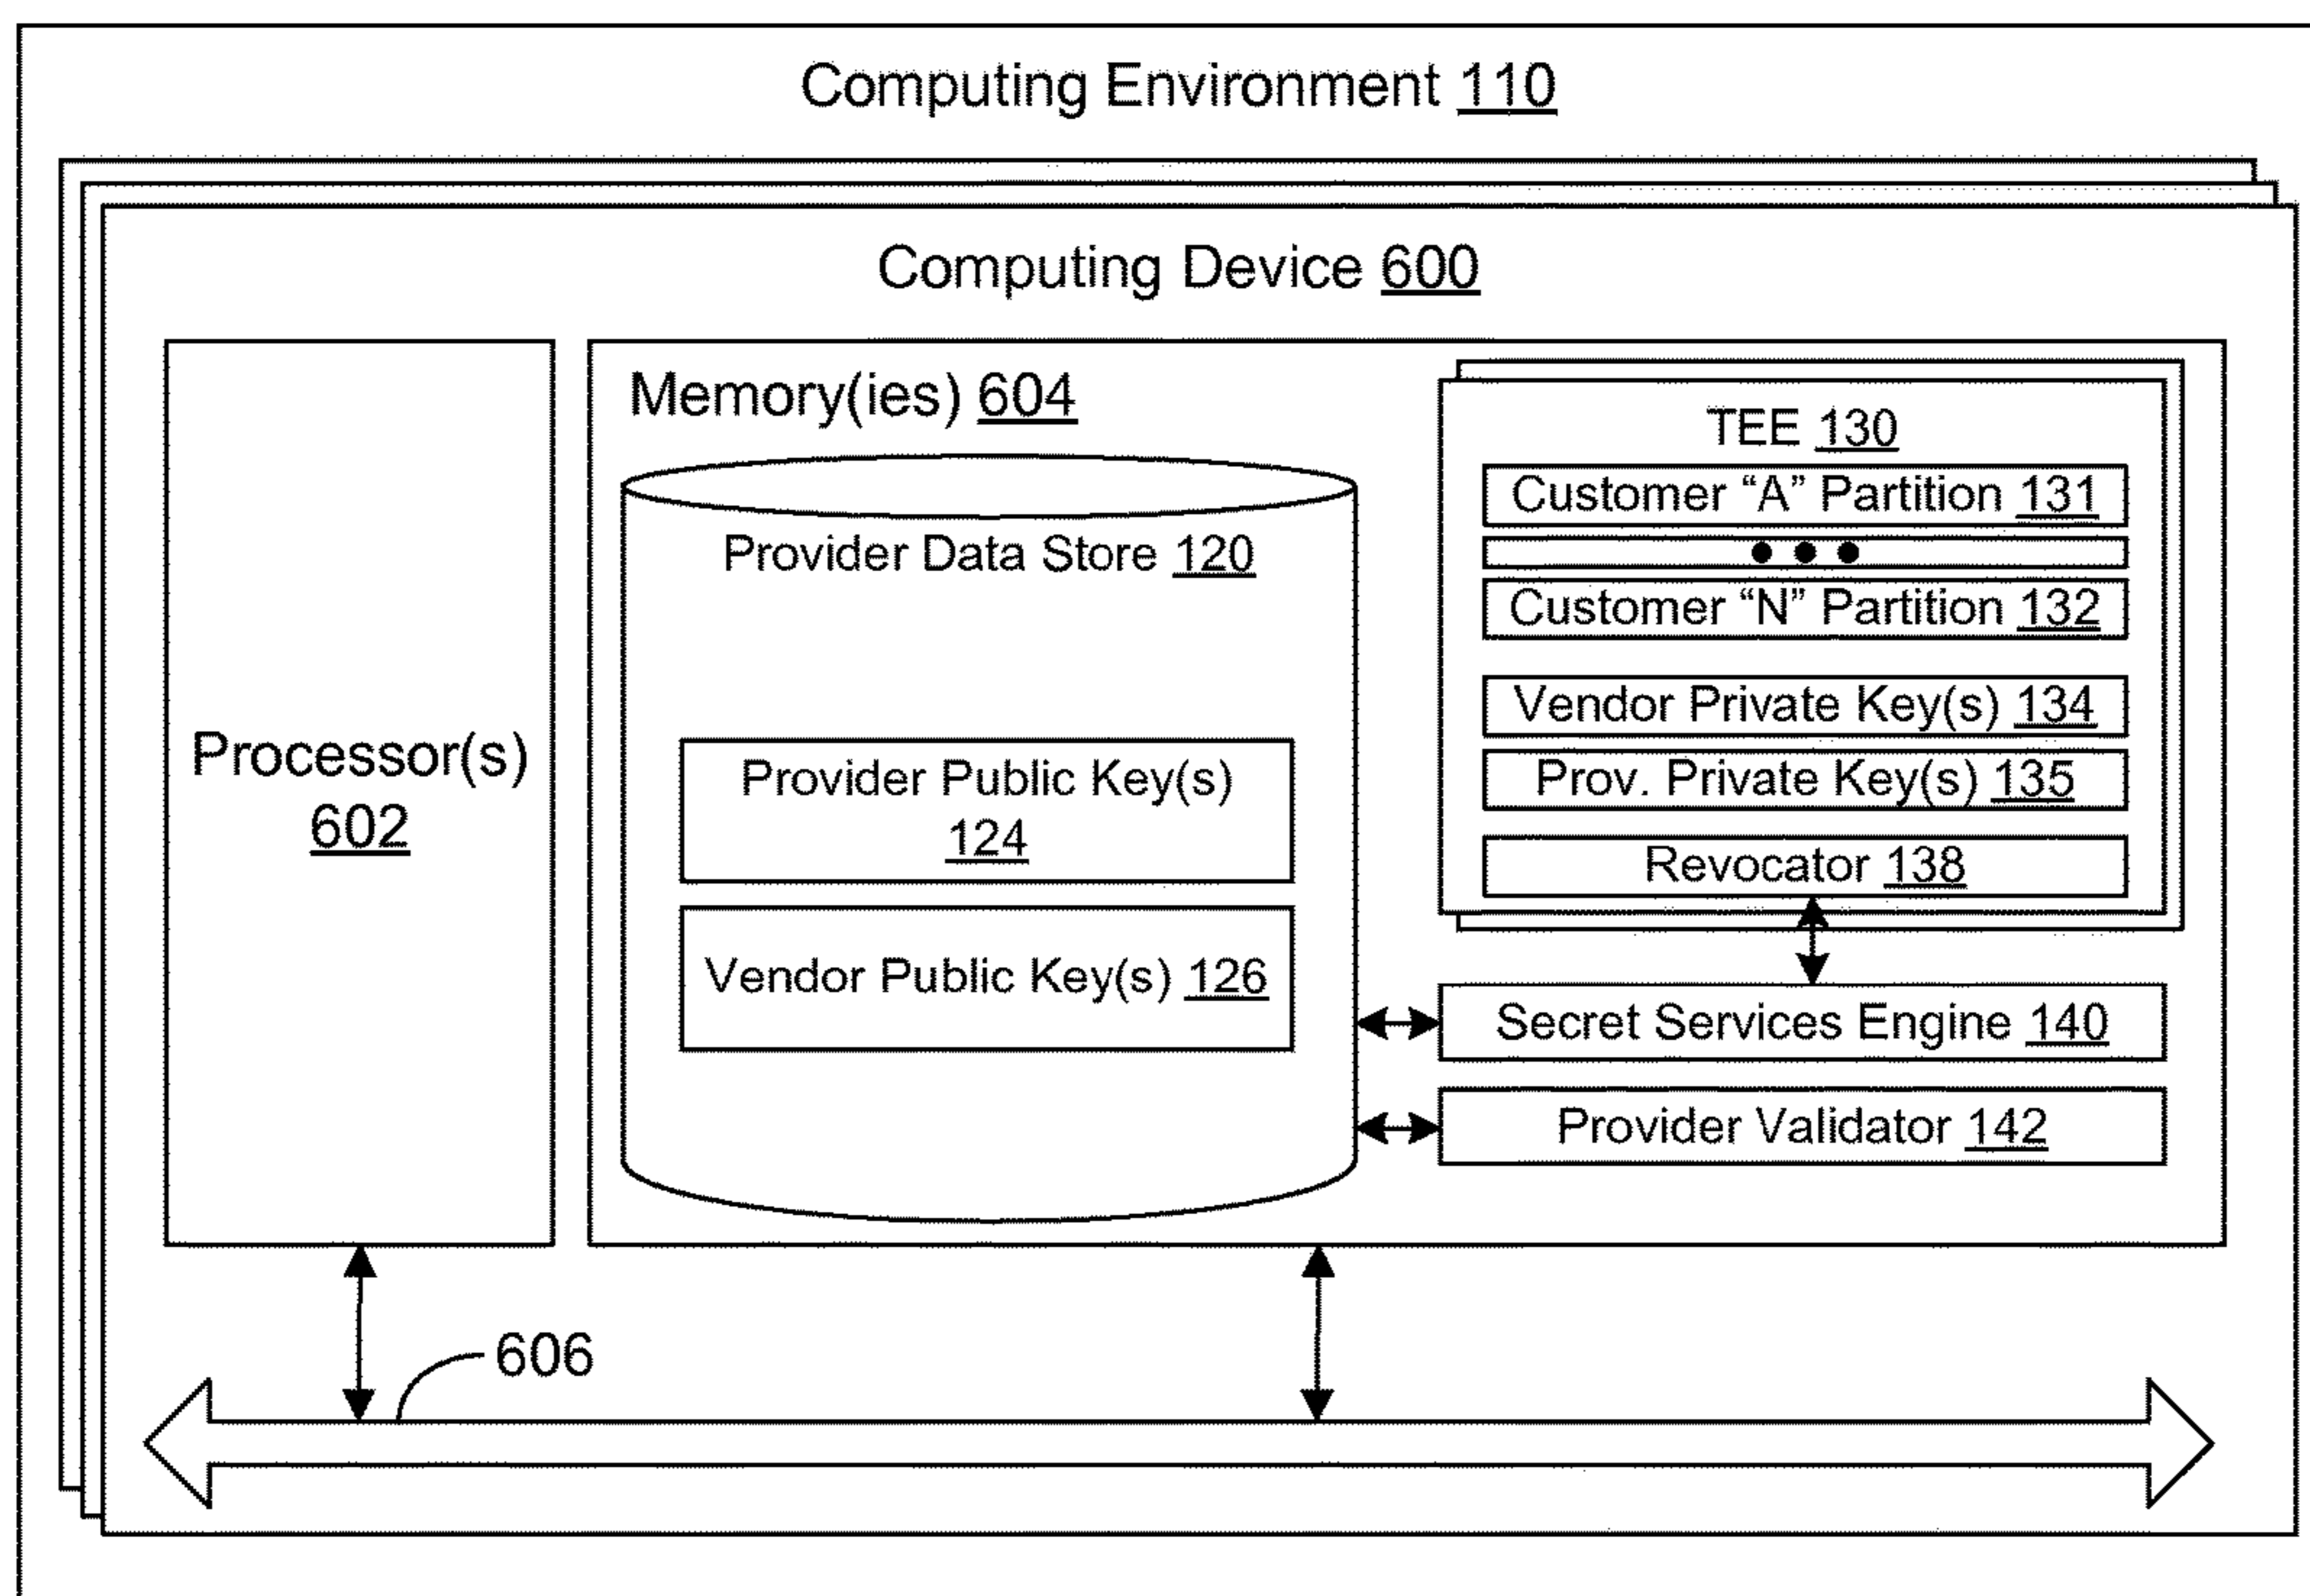 Computing Environment 110
Computing Device 600
Processor(s)
602
Memory(ies) 604
Provider Data Store 120
Provider Public Key(s)
124
Vendor Public Key(s) 126
TEE 130
Customer “A” Partition 131
Customer “N” Partition 132
Vendor Private Key(s) 134
Prov. Private Key(s) 135
Revocator 138
Secret Services Engine 140
Provider Validator 142
606